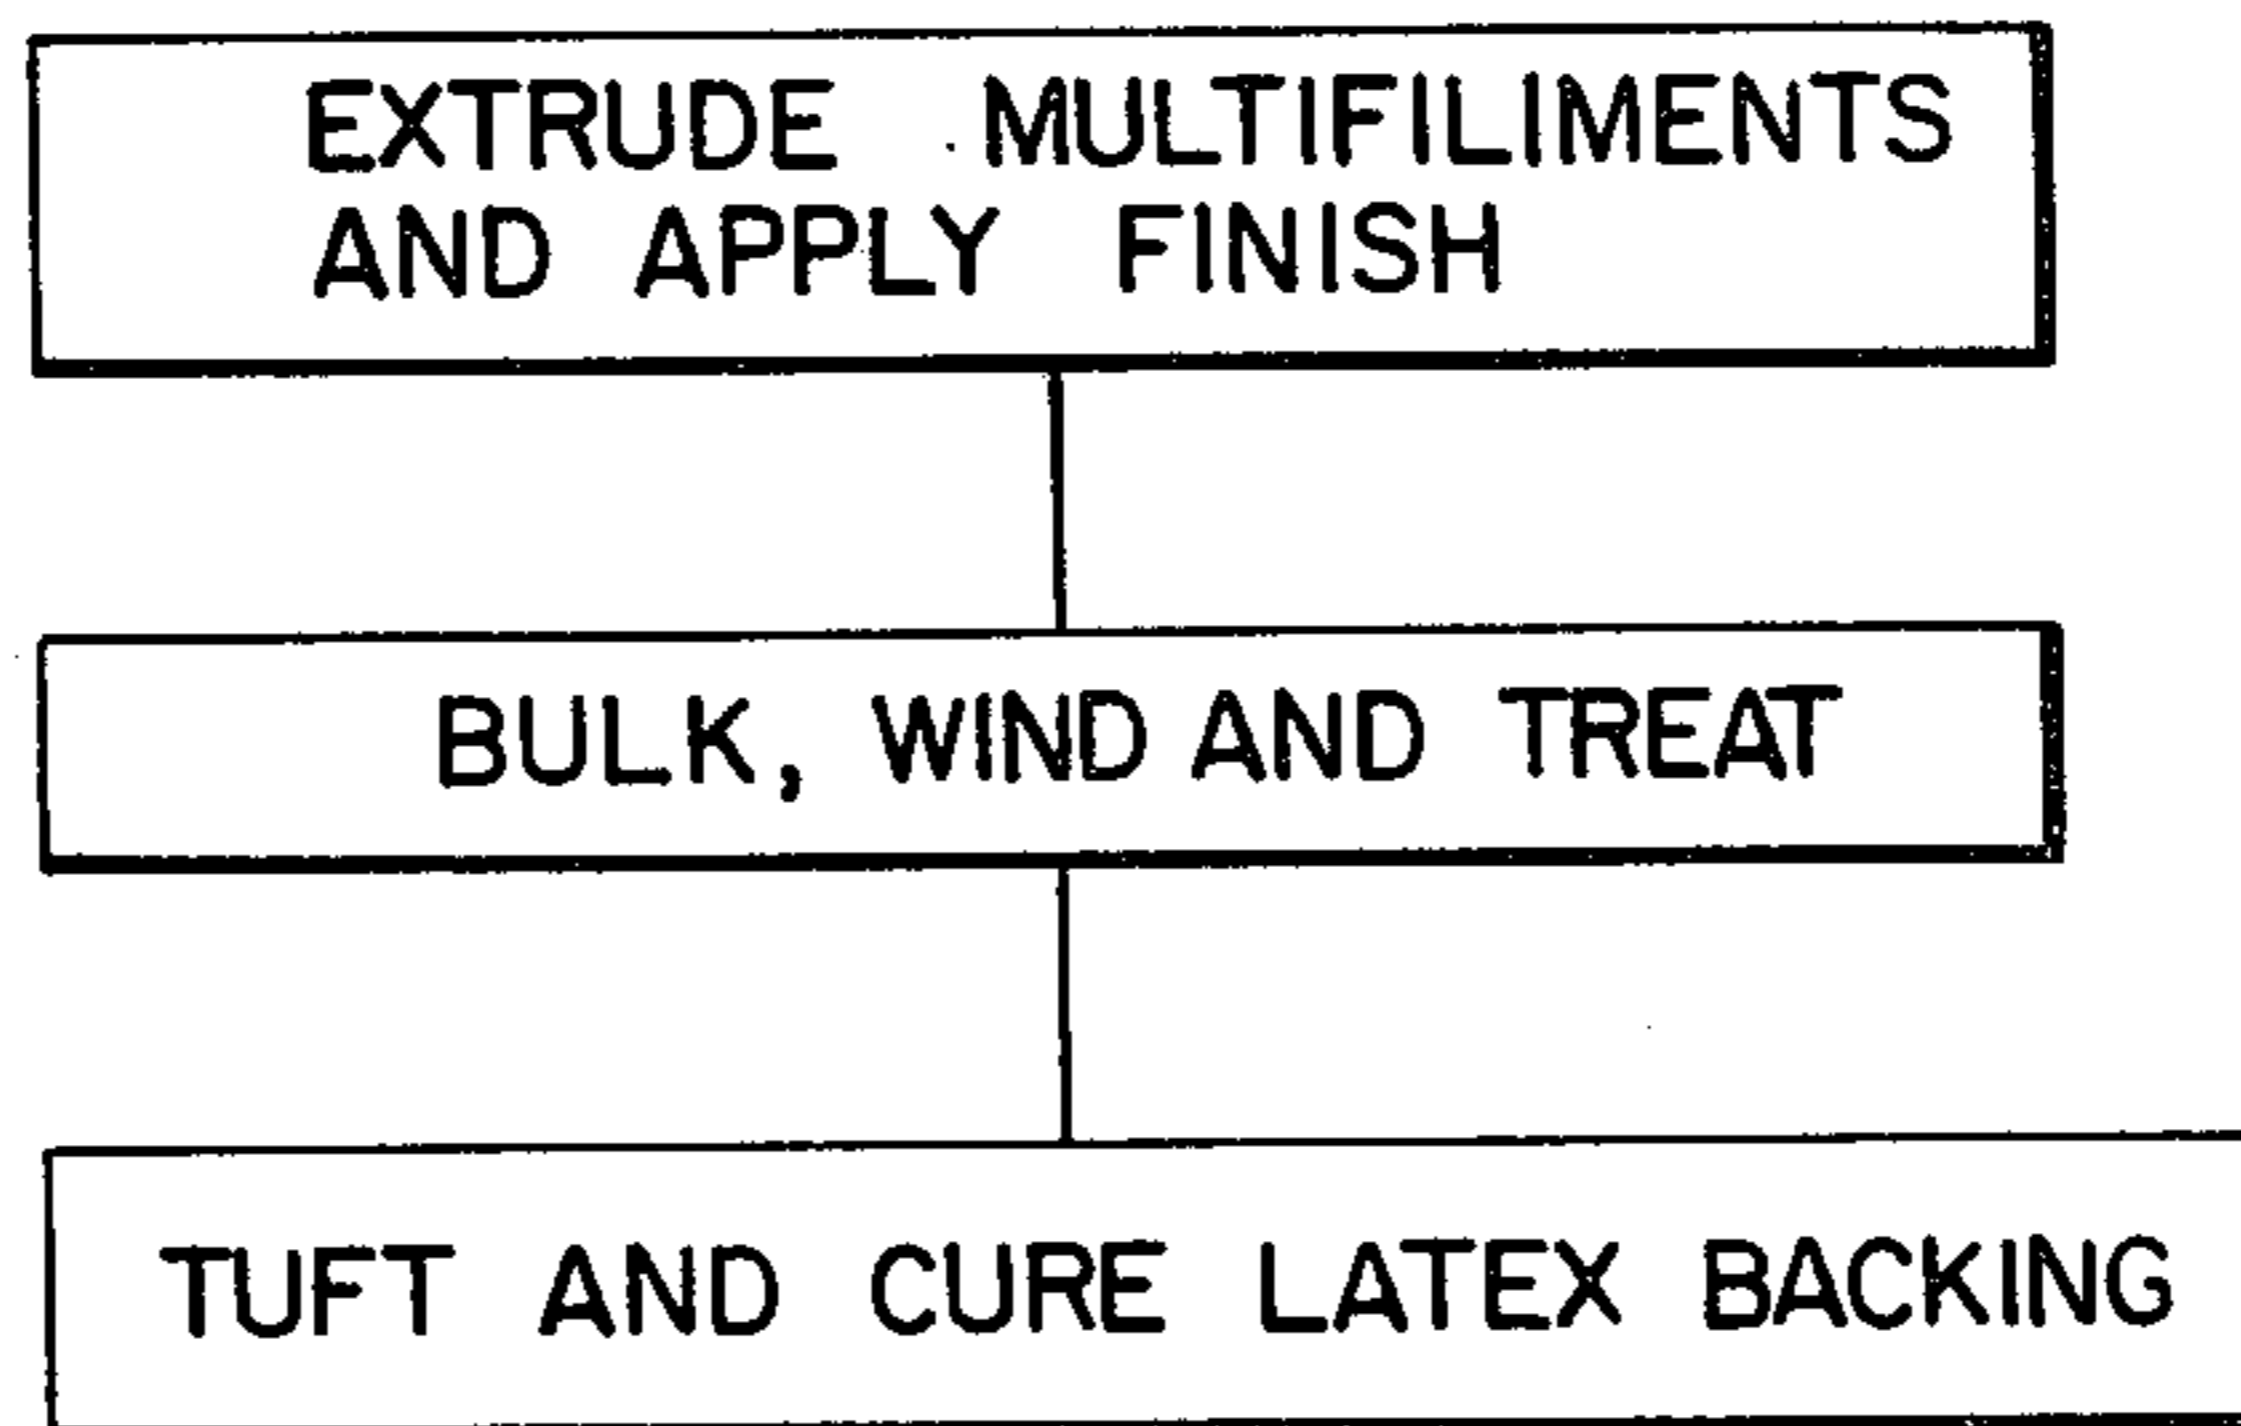 EXTRUDE MULTIFILIMENTS
AND APPLY FINISH
BULK, WIND AND TREAT
TUFT AND CURE LATEX BACKING